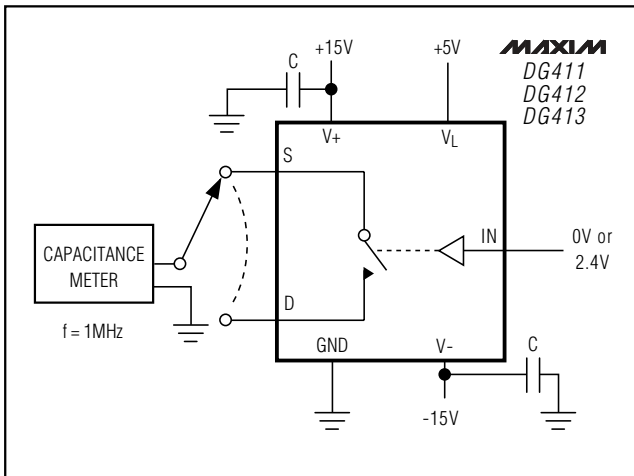 +15V
+5V
MAXIM
DG411
DG412
DG413
C
V+
VL
S
IN
0V or
2.4V
CAPACITANCE
METER
f = 1MHz
D
GND
V-
C
-15V